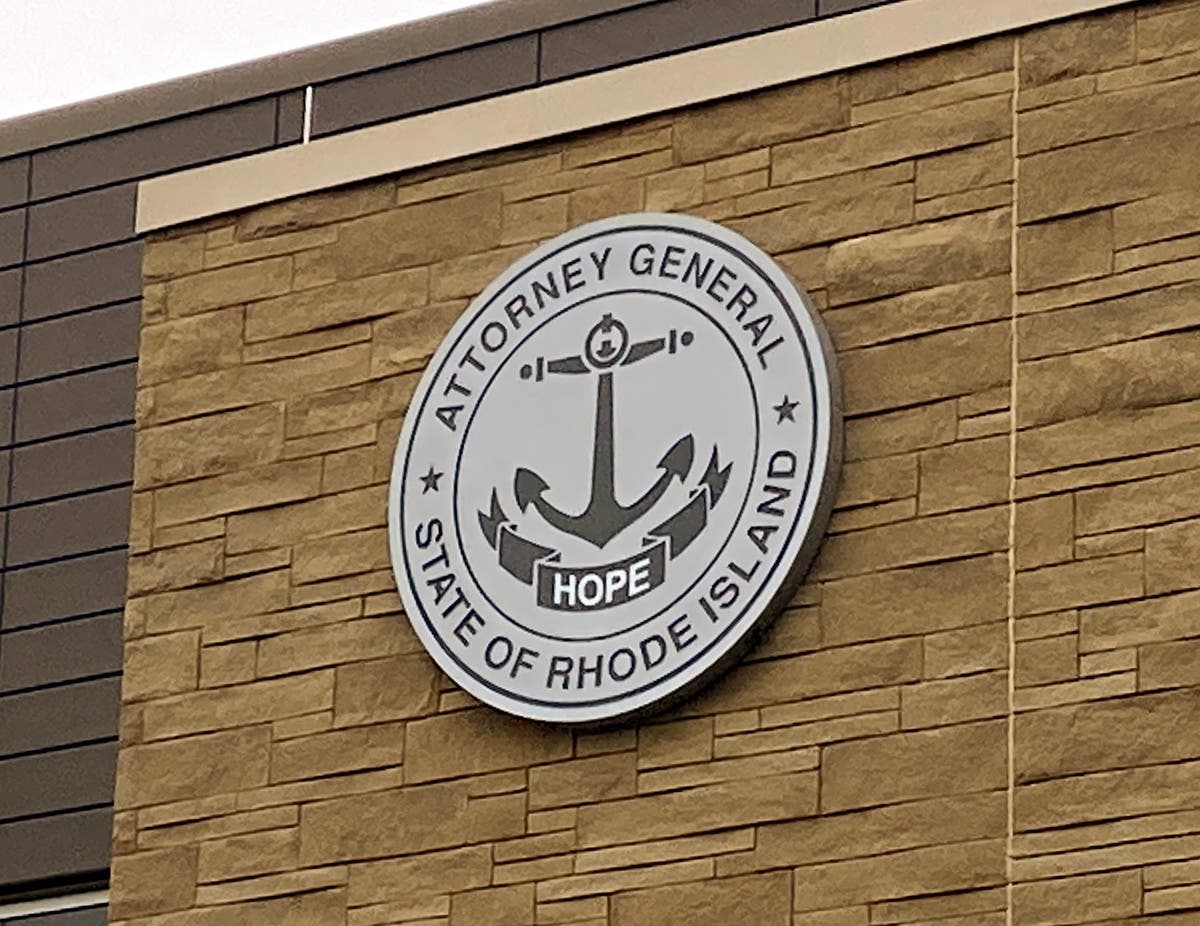 ATTORNEY GENERAL
HOPE
STATE OF RHODE ISLAND